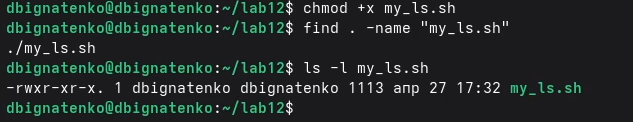 dbignatenko@dbignatenko:~/lab12$ chmod +x my_ls.sh
dbignatenko@dbignatenko:~/lab12$ find . -name "my_ls.sh"
./my_ls.sh
dbignatenko@dbignatenko:~/lab12$ ls -l my_ls.sh
-rwxr-xr-x. 1 dbignatenko dbignatenko 1113 апр 27 17:32 my_ls.sh
dbignatenko@dbignatenko:~/lab12$